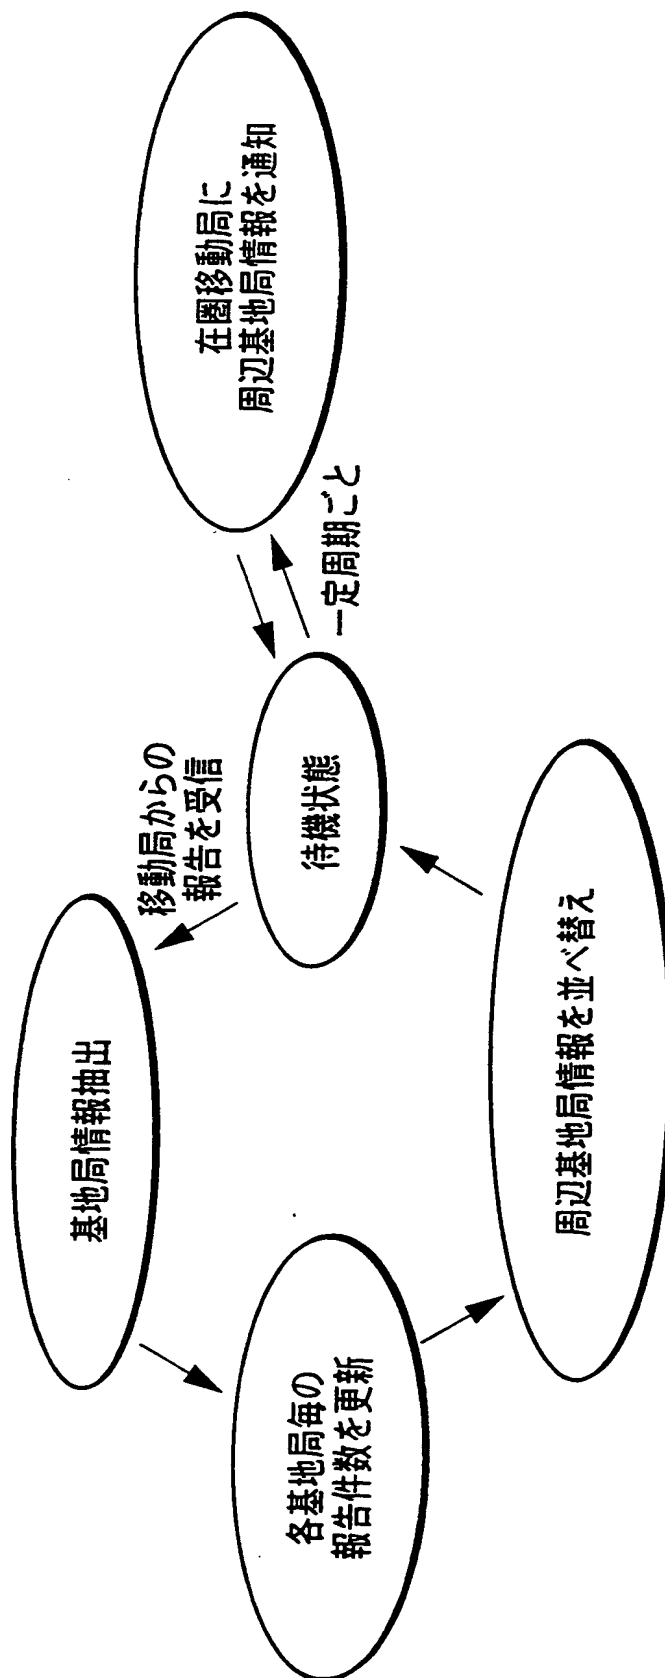 各基地局毎の
報告件数を更新
基地局情報抽出
移動局からの
報告を受信
待機状態
周辺基地局情報を並べ替え
一定周期ごと
在圏移動局に
周辺基地局情報を通知